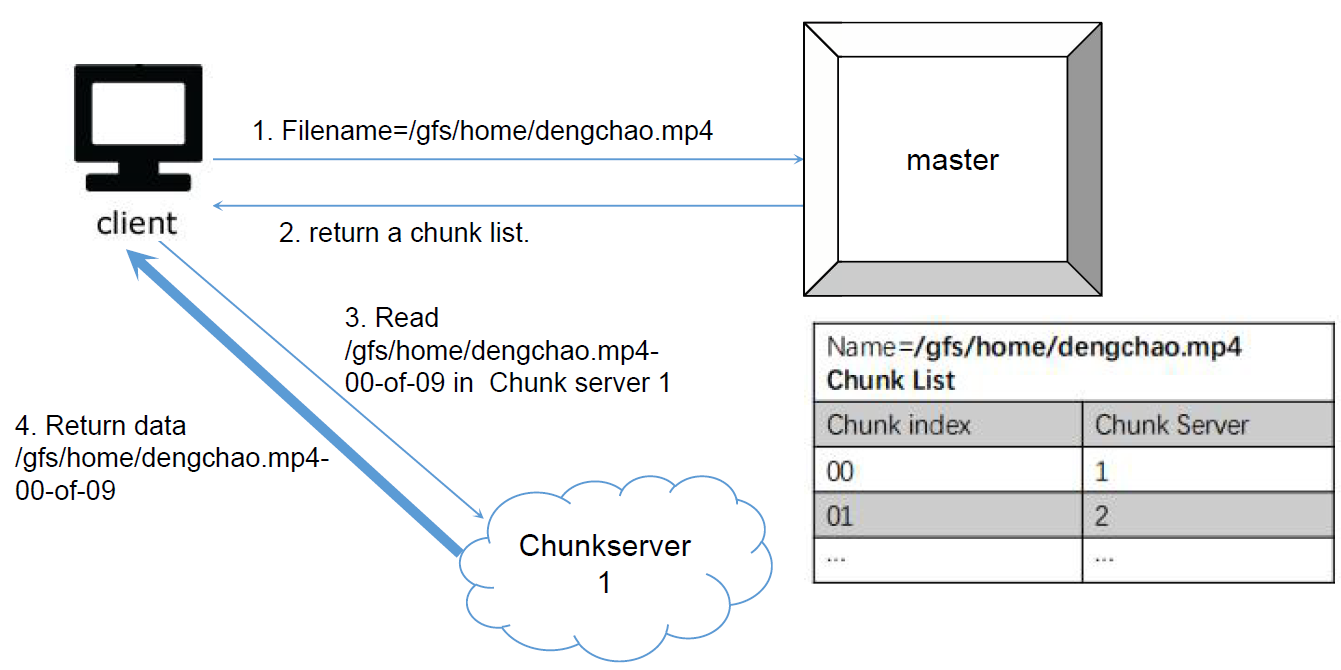 1. Filename=/gfs/home/dengchao.mp4
master
client
2. return a chunk list.
3. Read
/gfs/home/dengchao.mp4-
00-of-09 in Chunk server 1
4. Return data
/gfs/home/dengchao.mp4-
00-of-09
Chunkserver
1
Name=/gfs/home/dengchao.mp4
Chunk List
Chunk index Chunk Server
00 1
01 2
... ...